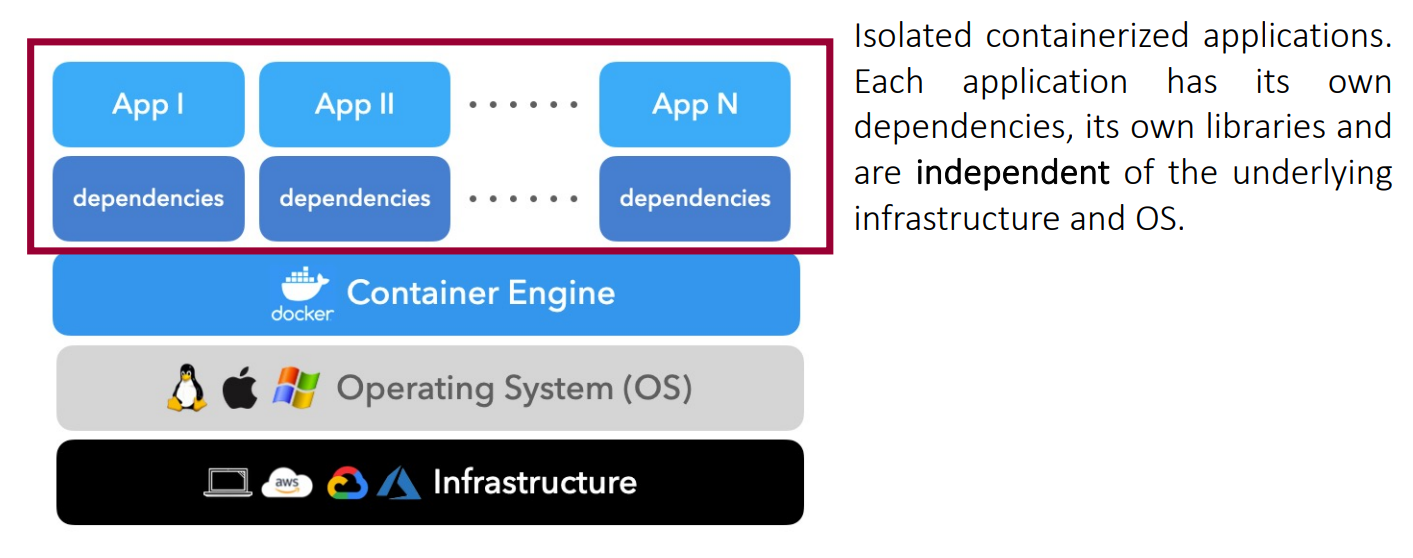 App I
App II
......
App N
dependencies
dependencies
......
dependencies
docker
Container Engine
Operating System (OS)
aws
Infrastructure
Isolated containerized applications.
Each application has its own
dependencies, its own libraries and
are independent of the underlying
infrastructure and OS.